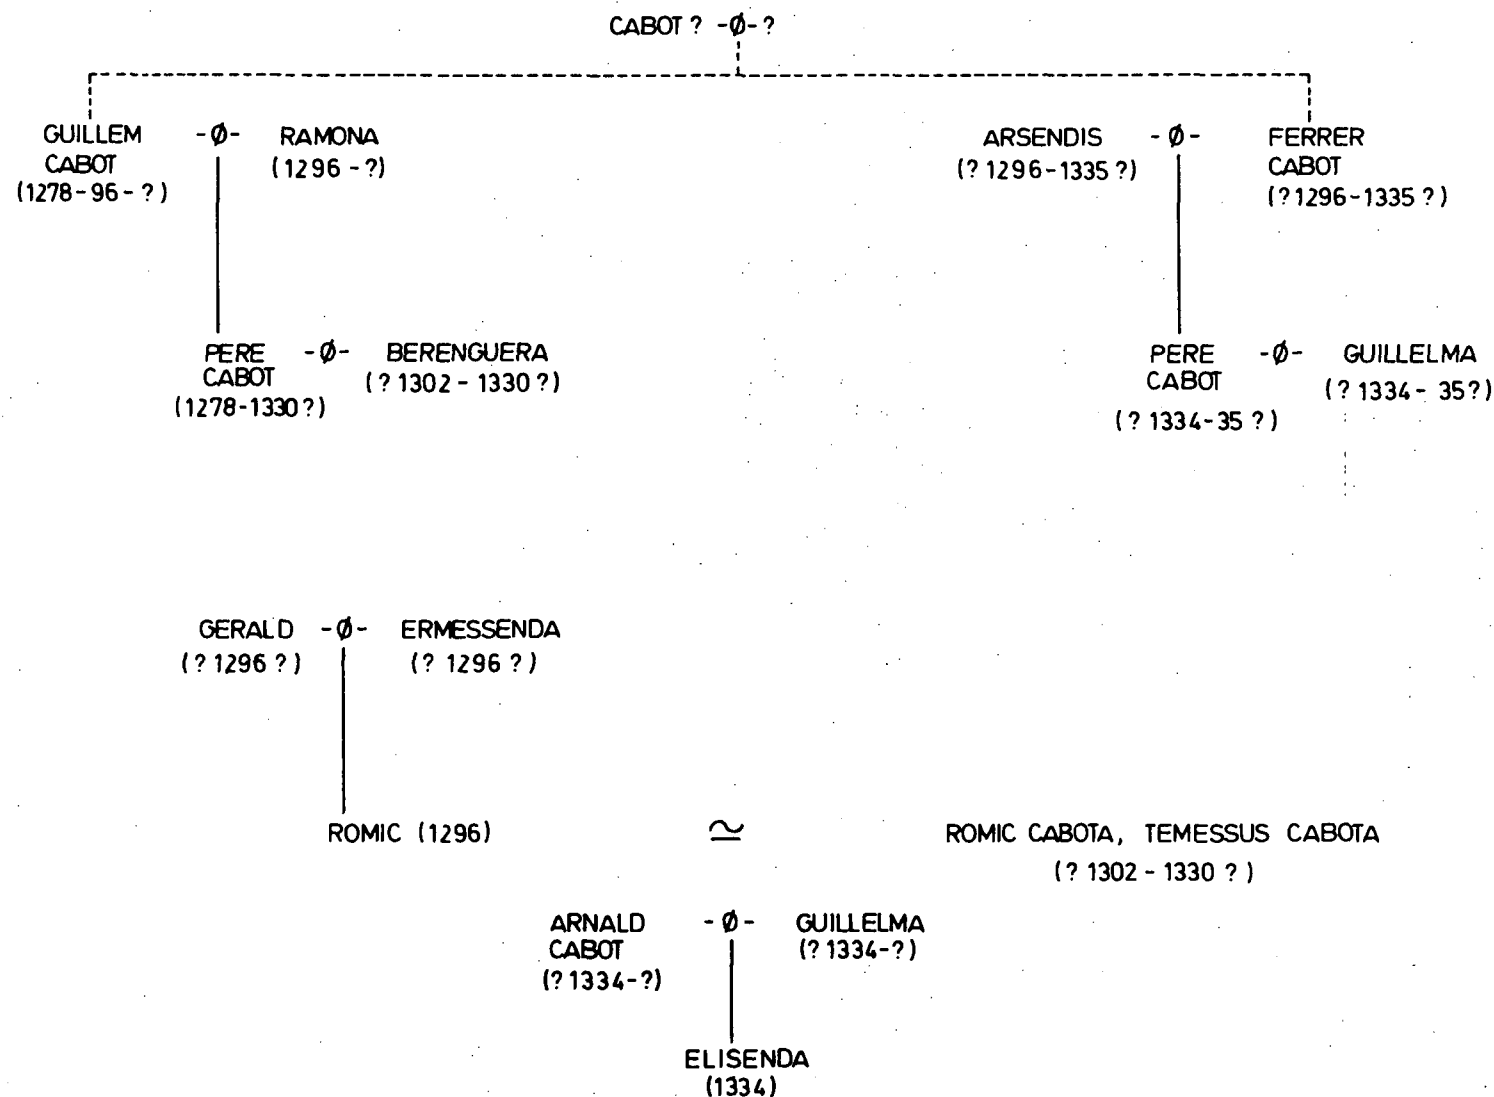 CABOT ? -Ø- ?
GUILLEM -Ø- RAMONA
CABOT (1296 - ?)
(1278-96-?)
ARSENDIS -Ø- FERRER
(? 1296-1335 ?) CABOT
(? 1296-1335 ?)
PERE -Ø- BERENGUERA
CABOT (? 1302 - 1330 ?)
(1278-1330?)
PERE -Ø- GUILLELMA
CABOT (? 1334 - 35?)
(? 1334-35 ?)
GERALD -Ø- ERMESSENDA
(? 1296 ?) (? 1296 ?)
ROMIC (1296) ≃ ROMIC CABOTA, TEMESSUS CABOTA
(? 1302 - 1330 ?)
ARNALD -Ø- GUILLELMA
CABOT (? 1334-?)
(? 1334-?)
ELISENDA
(1334)